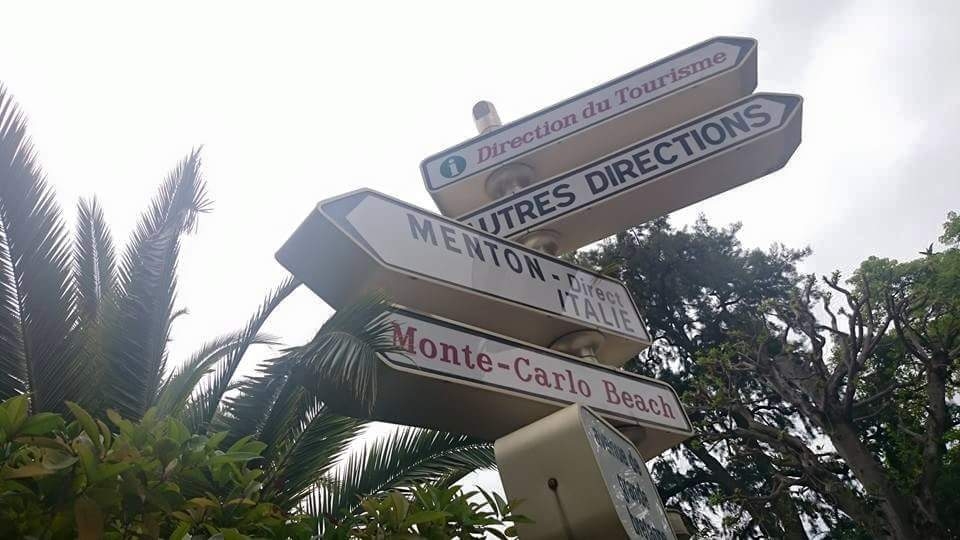 i Direction du Tourisme
AUTRES DIRECTIONS
MENTON - Direct
ITALIE
Monte-Carlo Beach